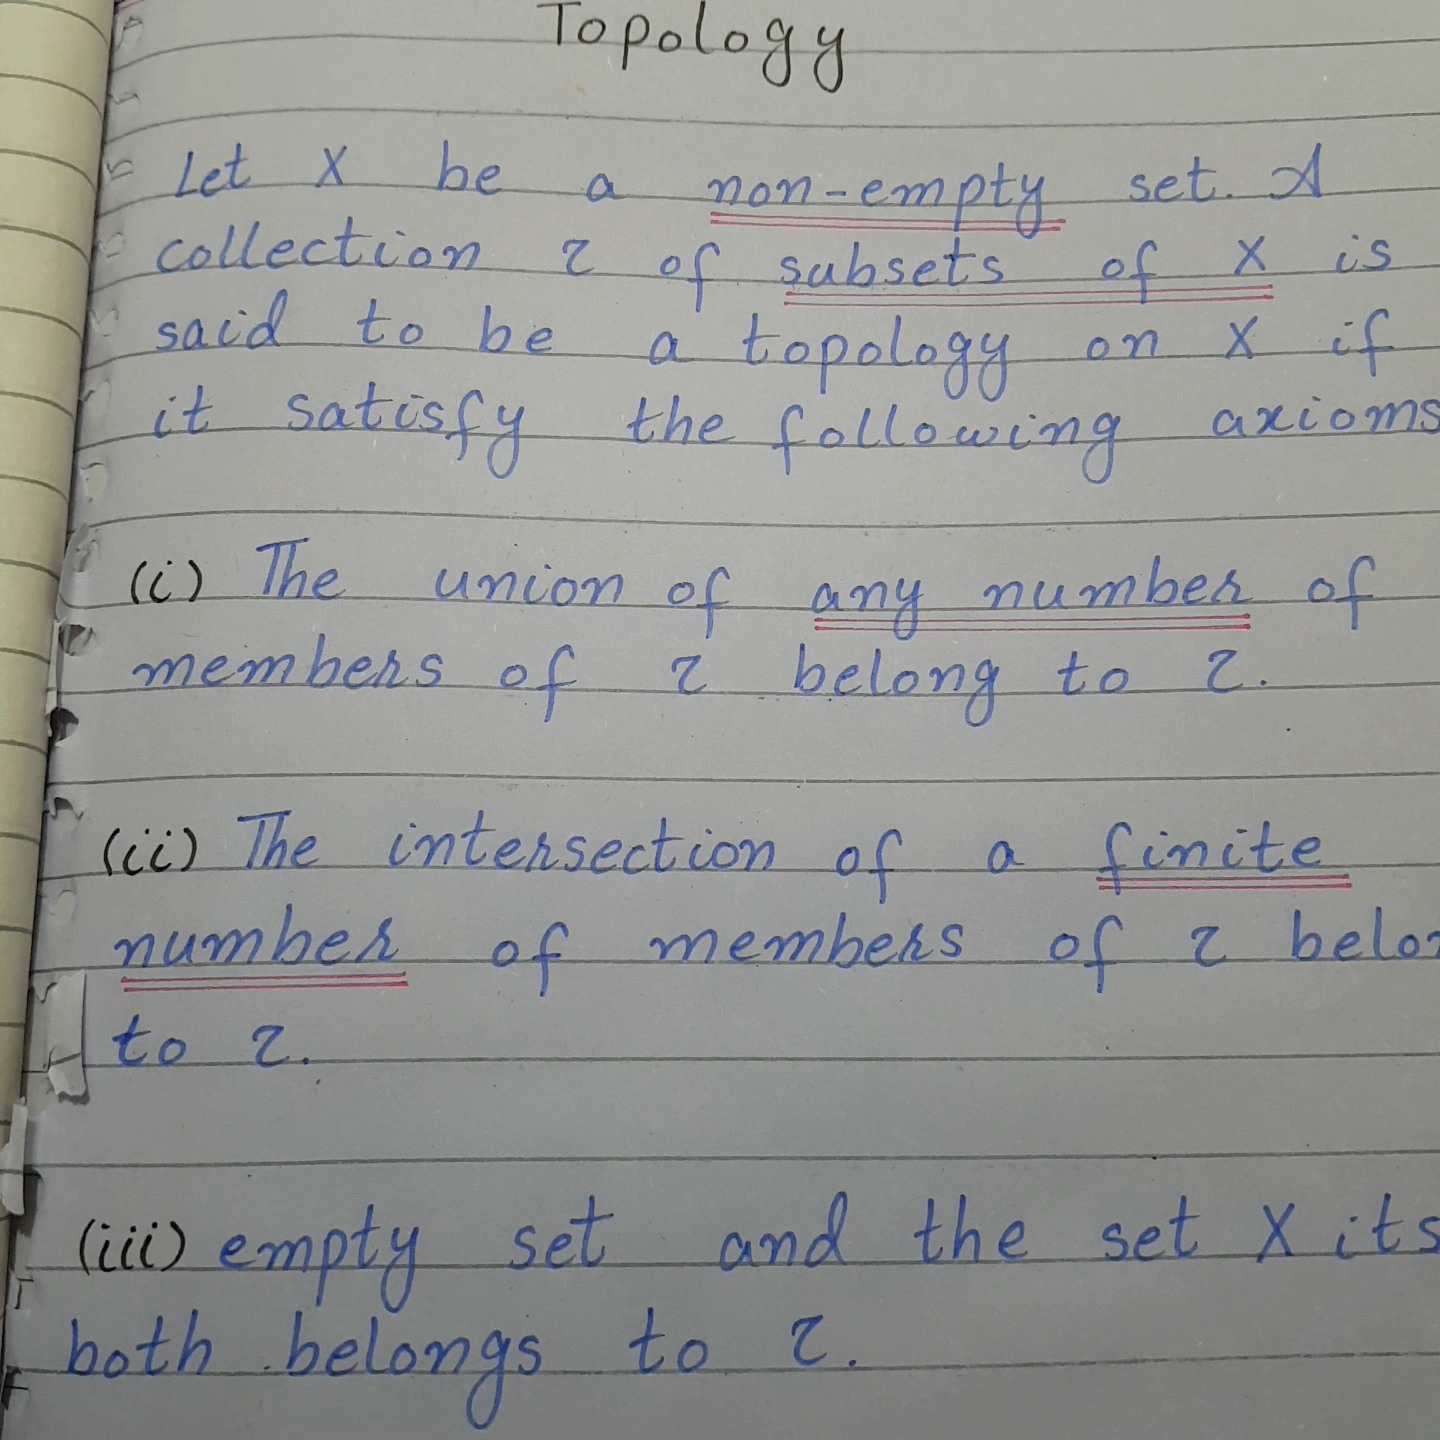 Topology
Let X be a non-empty set. A
collection τ of subsets of X is
said to be a topology on X if
it satisfy the following axioms
(i) The union of any number of
members of τ belong to τ.
(ii) The intersection of a finite
number of members of τ belo
to τ.
(iii) empty set and the set X its
both belongs to τ.